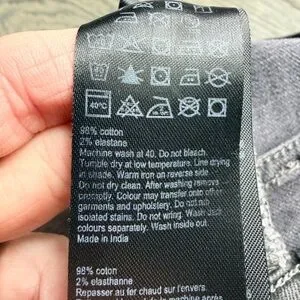 40°C
98% cotton
2% elastane
Machine wash at 40. Do not bleach.
Tumble dry at low temperature. Line drying
in shade. Warm iron on reverse side
Do not dry clean. After washing remove
promptly. Colour may transfer onto other
garments and upholstery. Do not rub
isolated stains. Do not wring. Wash dark
colours separately. Wash inside out.
Made in India
98% coton
2% élasthanne
Repasser au fer chaud sur l'envers.